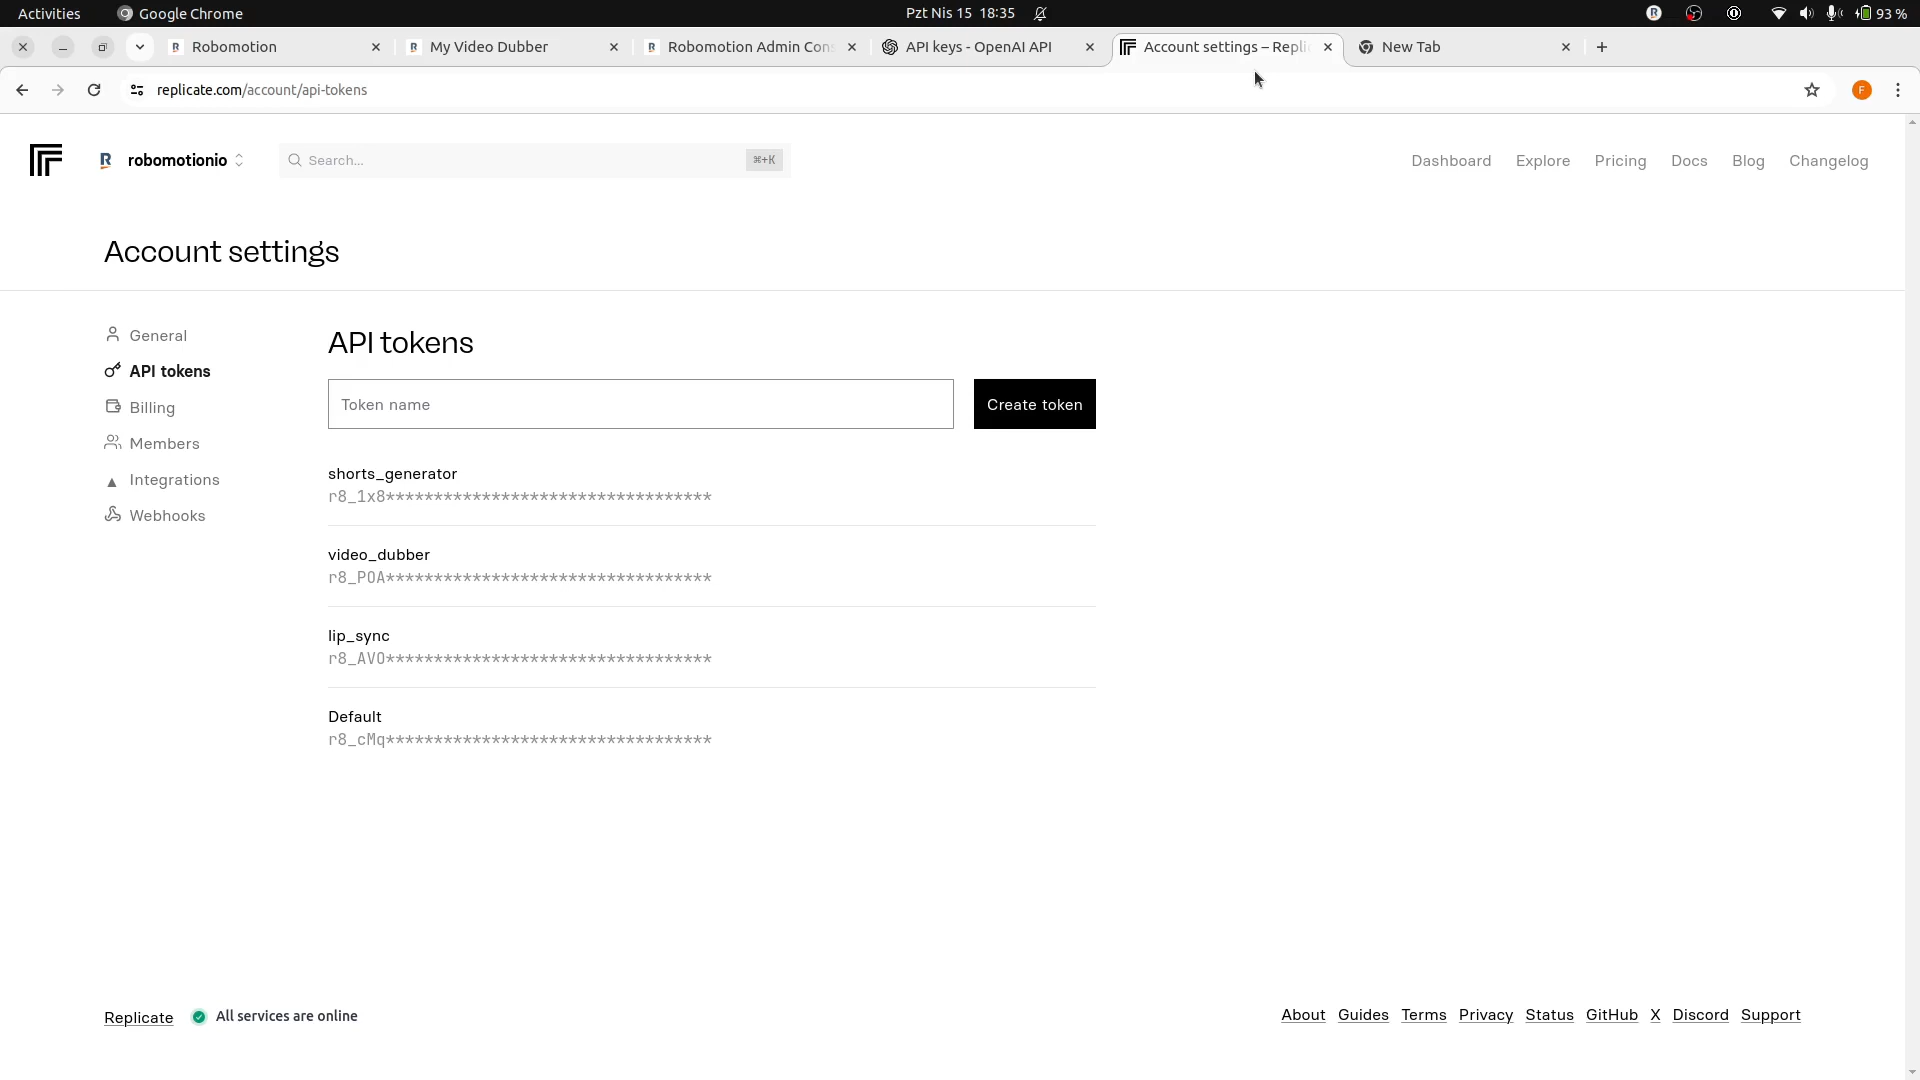 Activities
Google Chrome
Pzt Nis 15 18:35
93 %
Robomotion
My Video Dubber
Robomotion Admin Con
API keys - OpenAI API
Account settings – Repli
New Tab
replicate.com/account/api-tokens
F
robomotionio
Search...
⌘+K
Dashboard
Explore
Pricing
Docs
Blog
Changelog
Account settings
General
API tokens
Billing
Members
Integrations
Webhooks
API tokens
Token name
Create token
shorts_generator
r8_1x8**********************************
video_dubber
r8_POA**********************************
lip_sync
r8_AVO**********************************
Default
r8_cMq**********************************
Replicate
All services are online
About
Guides
Terms
Privacy
Status
GitHub
X
Discord
Support